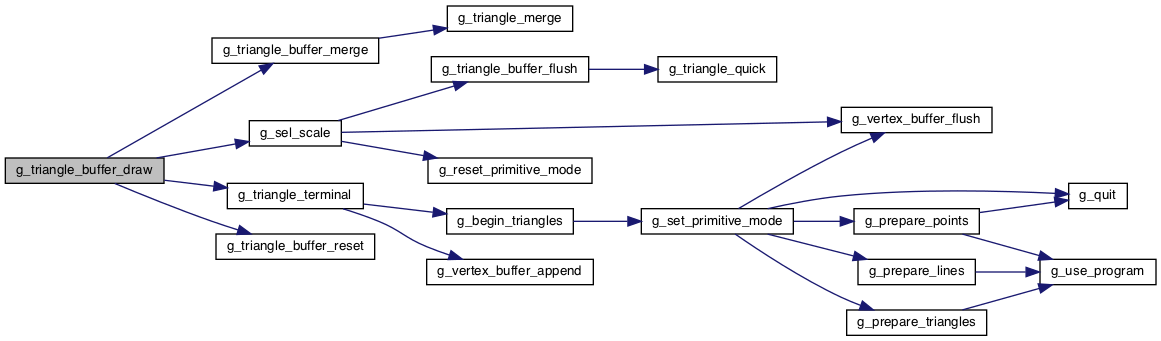 g_triangle_merge
g_triangle_buffer_merge
g_triangle_buffer_flush
g_triangle_quick
g_vertex_buffer_flush
g_sel_scale
g_triangle_buffer_draw
g_reset_primitive_mode
g_triangle_terminal
g_quit
g_begin_triangles
g_set_primitive_mode
g_prepare_points
g_triangle_buffer_reset
g_vertex_buffer_append
g_prepare_lines
g_use_program
g_prepare_triangles